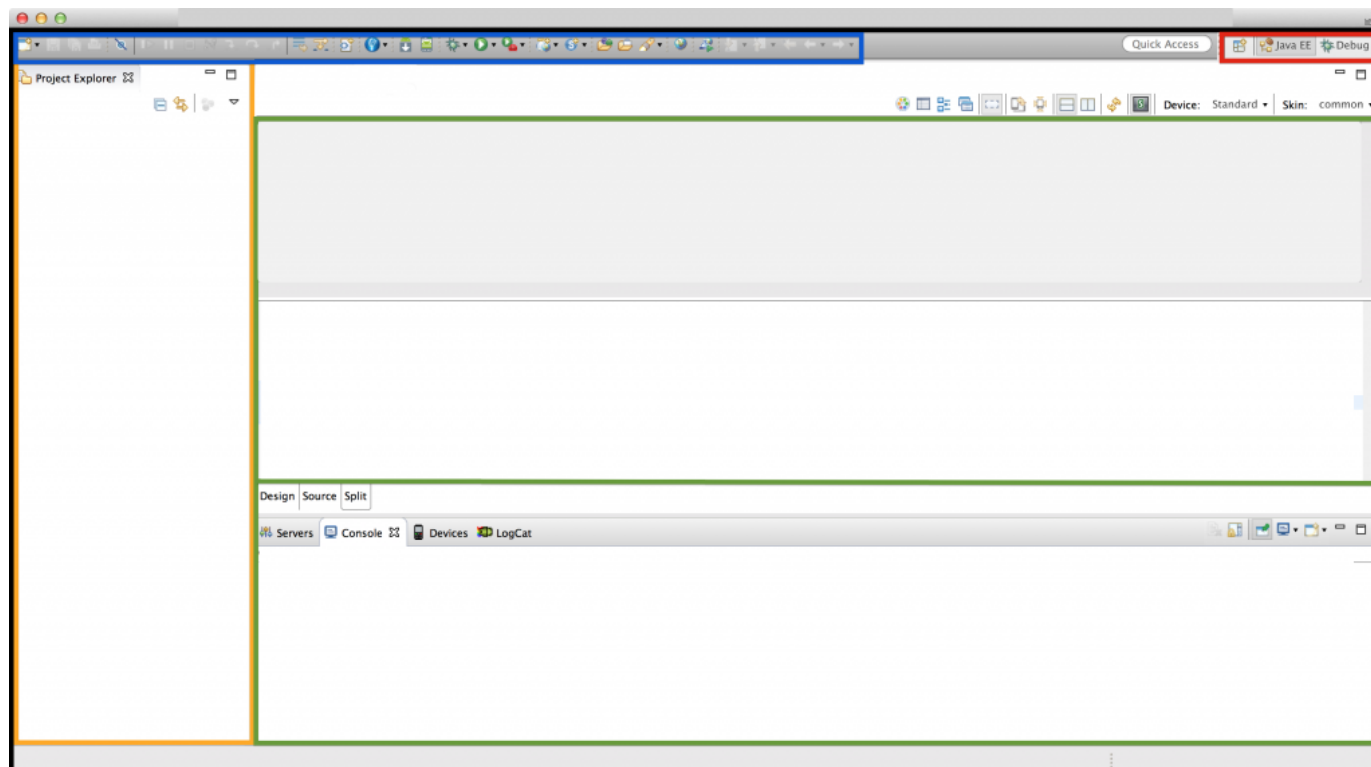 Quick Access Java EE Debug
Project Explorer
Device: Standard Skin: common
Design Source Split
Servers Console Devices LogCat